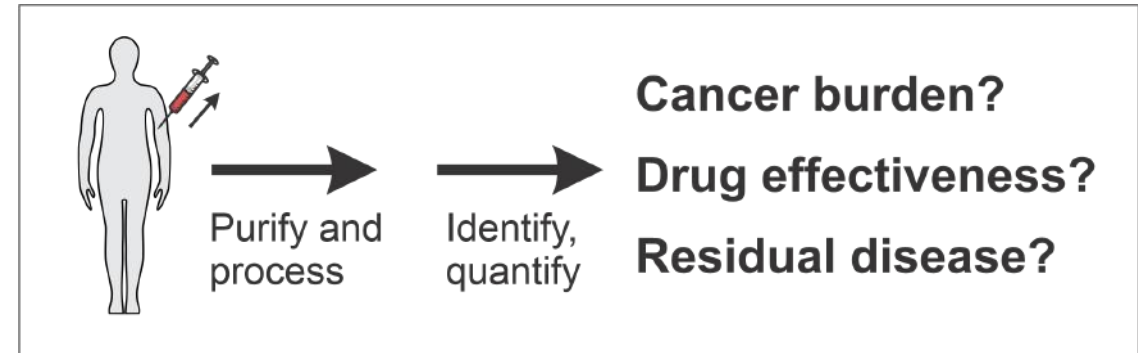 Purify and
process
Identify,
quantify
Cancer burden?
Drug effectiveness?
Residual disease?